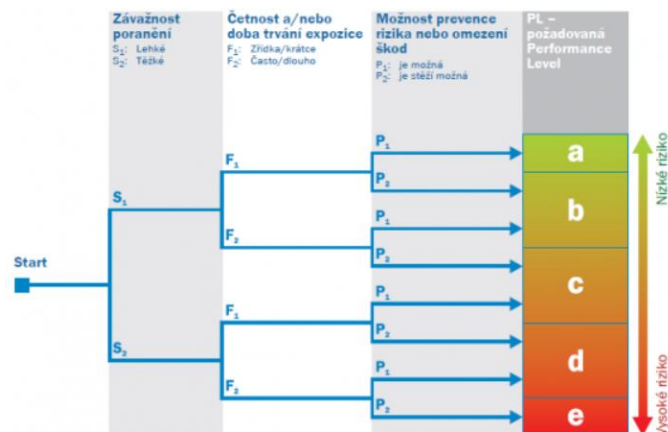 Závažnost
poranění
S₁: Lehké
S₂: Těžké
Četnost a/nebo
doba trvání expozice
F₁: Zřídka/krátce
F₂: Často/dlouho
Možnost prevence
rizika nebo omezení
škod
P₁: je možná
P₂: je stěží možná
PL –
požadovaná
Performance
Level
Start
S₁
S₂
F₁
F₂
F₁
F₂
P₁
P₂
P₁
P₂
P₁
P₂
P₁
P₂
a
b
c
d
e
Nízké riziko
Vysoké riziko